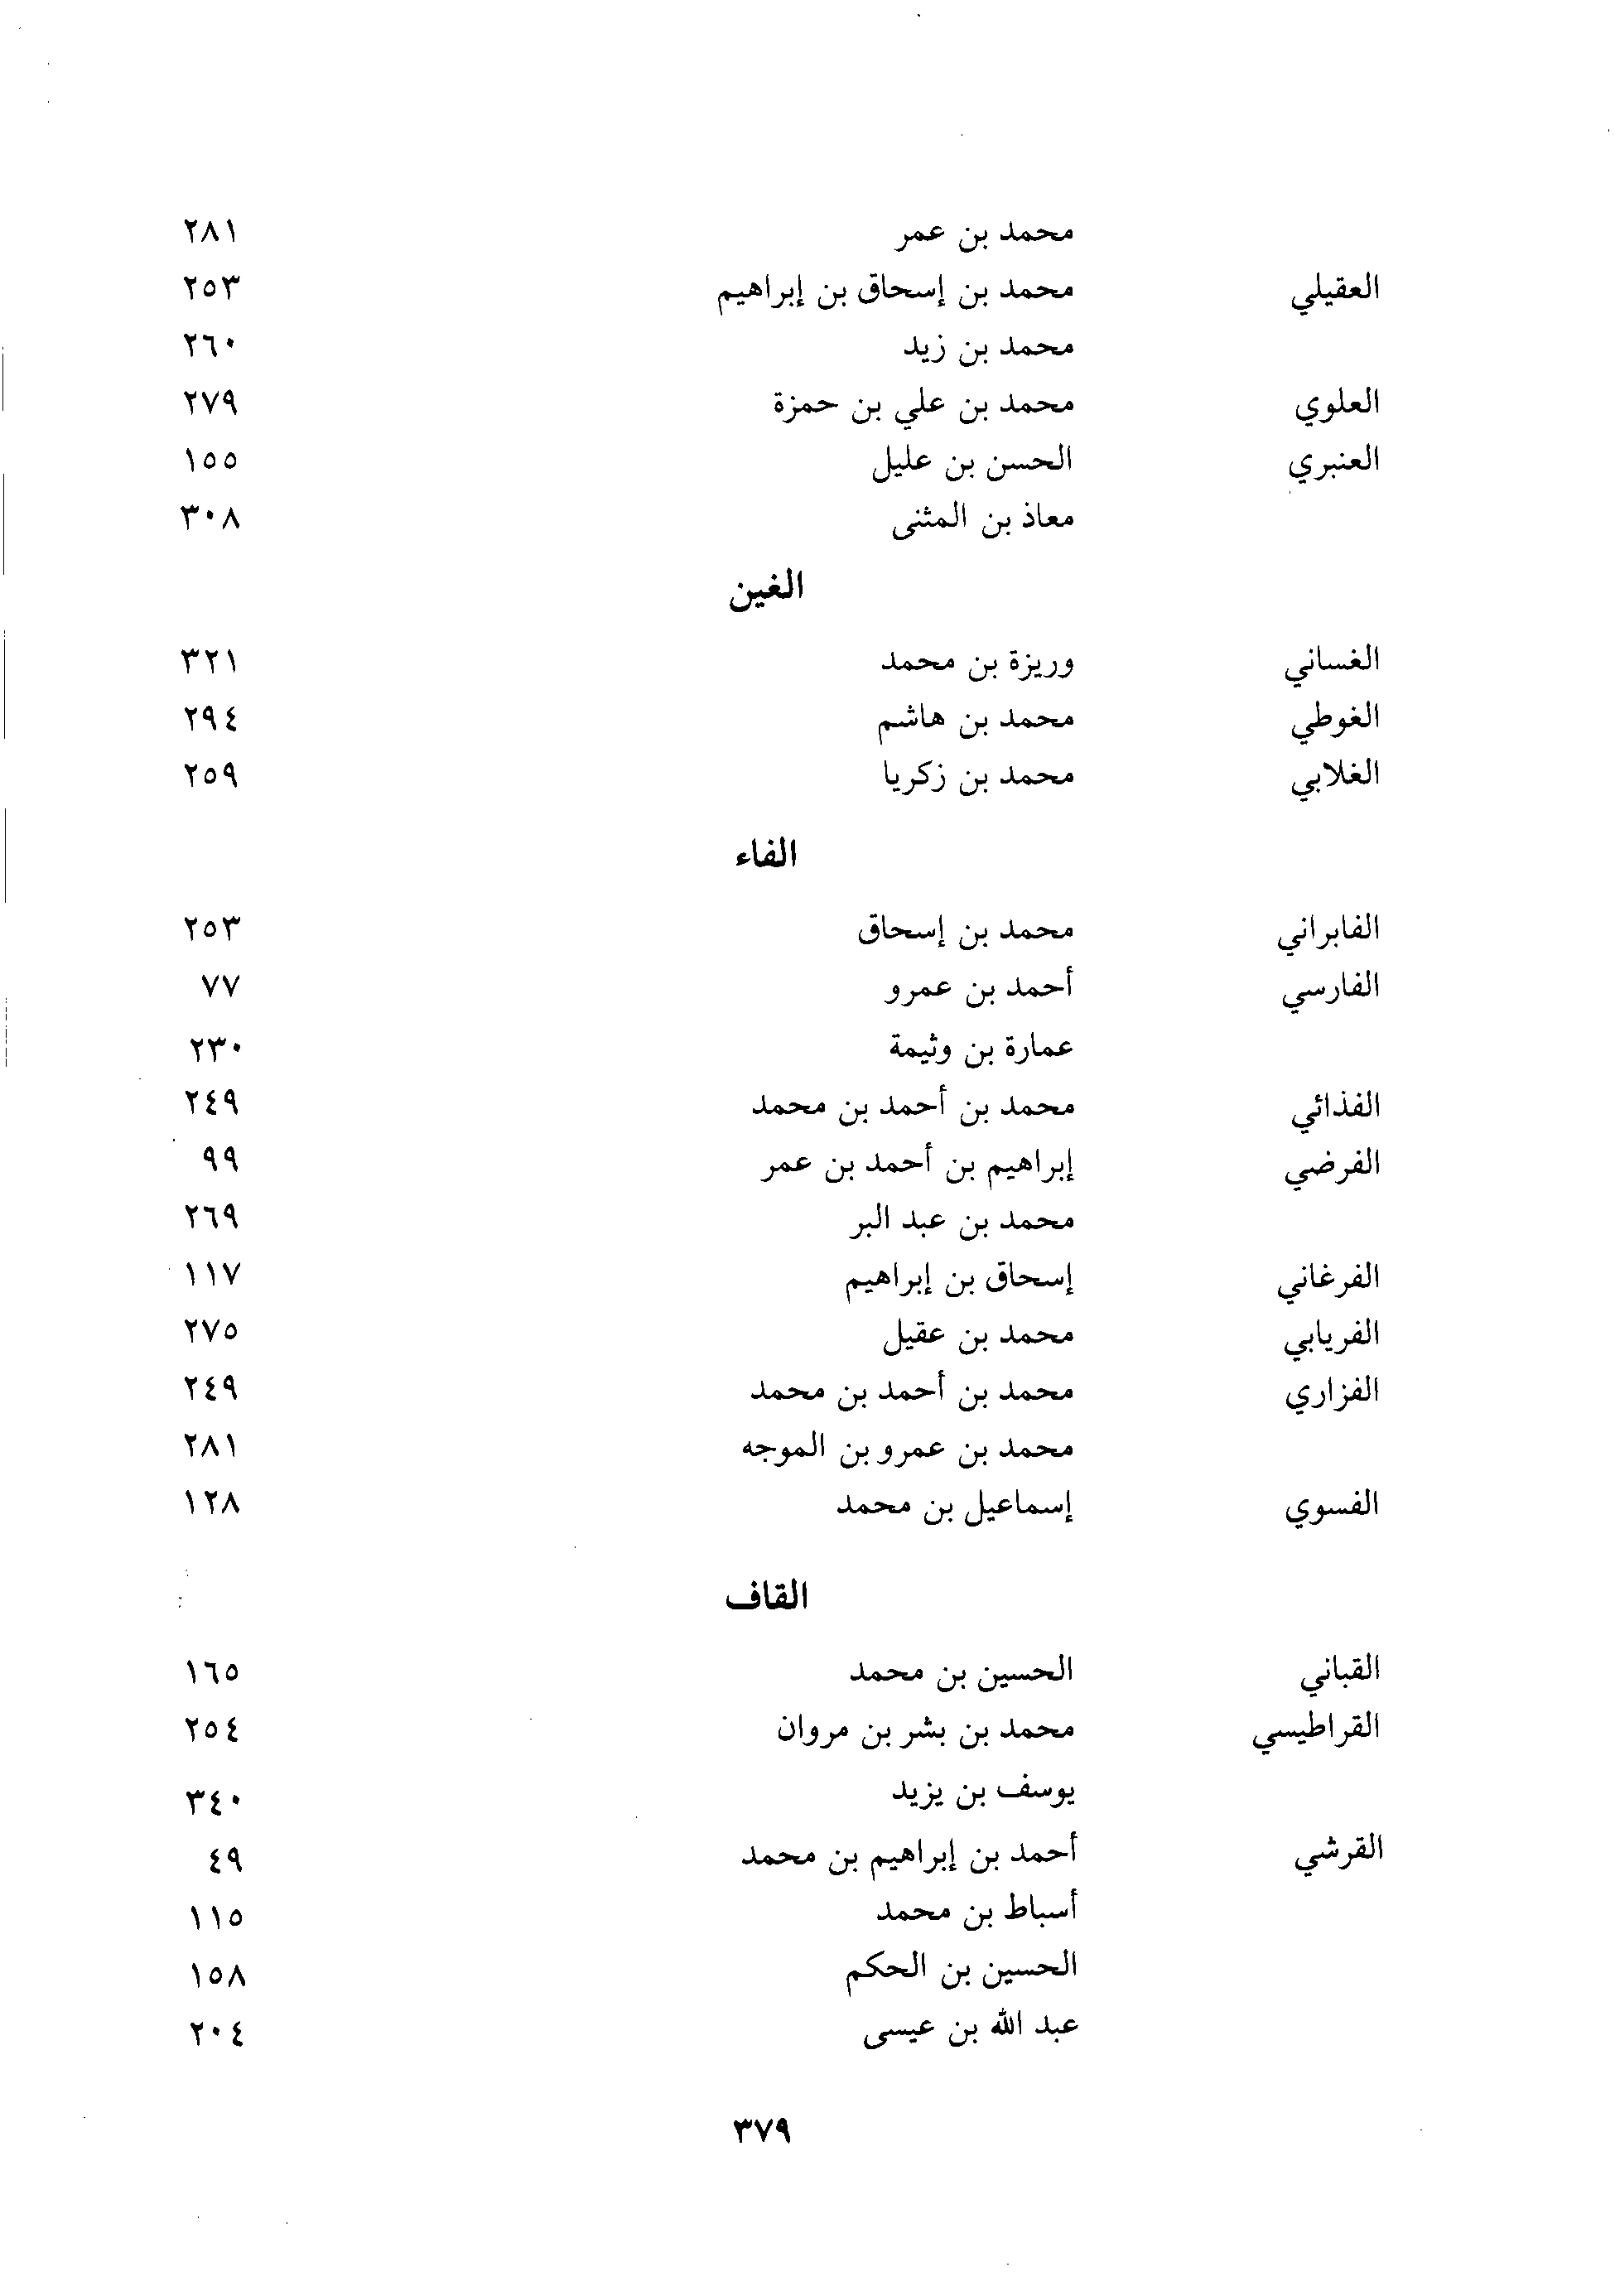 محمد بن عمر ٢٨١
العقيلي محمد بن إسحاق بن إبراهيم ٢٥٣
محمد بن زيد ٢٦٠
العلوي محمد بن علي بن حمزة ٢٧٩
العنبري الحسن بن عليل ١٥٥
معاذ بن المثنى ٣٠٨
الغين
الغساني وريزة بن محمد ٣٢١
الغوطي محمد بن هاشم ٢٩٤
الغلابي محمد بن زكريا ٢٥٩
الفاء
الفابراني محمد بن إسحاق ٢٥٣
الفارسي أحمد بن عمرو ٧٧
عمارة بن وثيمة ٢٣٠
الفذائي محمد بن أحمد بن محمد ٢٤٩
الفرضي إبراهيم بن أحمد بن عمر ٩٩
محمد بن عبد البر ٢٦٩
الفرغاني إسحاق بن إبراهيم ١١٧
الفريابي محمد بن عقيل ٢٧٥
الفزاري محمد بن أحمد بن محمد ٢٤٩
محمد بن عمرو بن الموجه ٢٨١
الفسوي إسماعيل بن محمد ١٢٨
القاف
القباني الحسين بن محمد ١٦٥
القراطيسي محمد بن بشر بن مروان ٢٥٤
يوسف بن يزيد ٣٤٠
القرشي أحمد بن إبراهيم بن محمد ٤٩
أسباط بن محمد ١١٥
الحسين بن الحكم ١٥٨
عبد الله بن عيسى ٢٠٤
٣٧٩